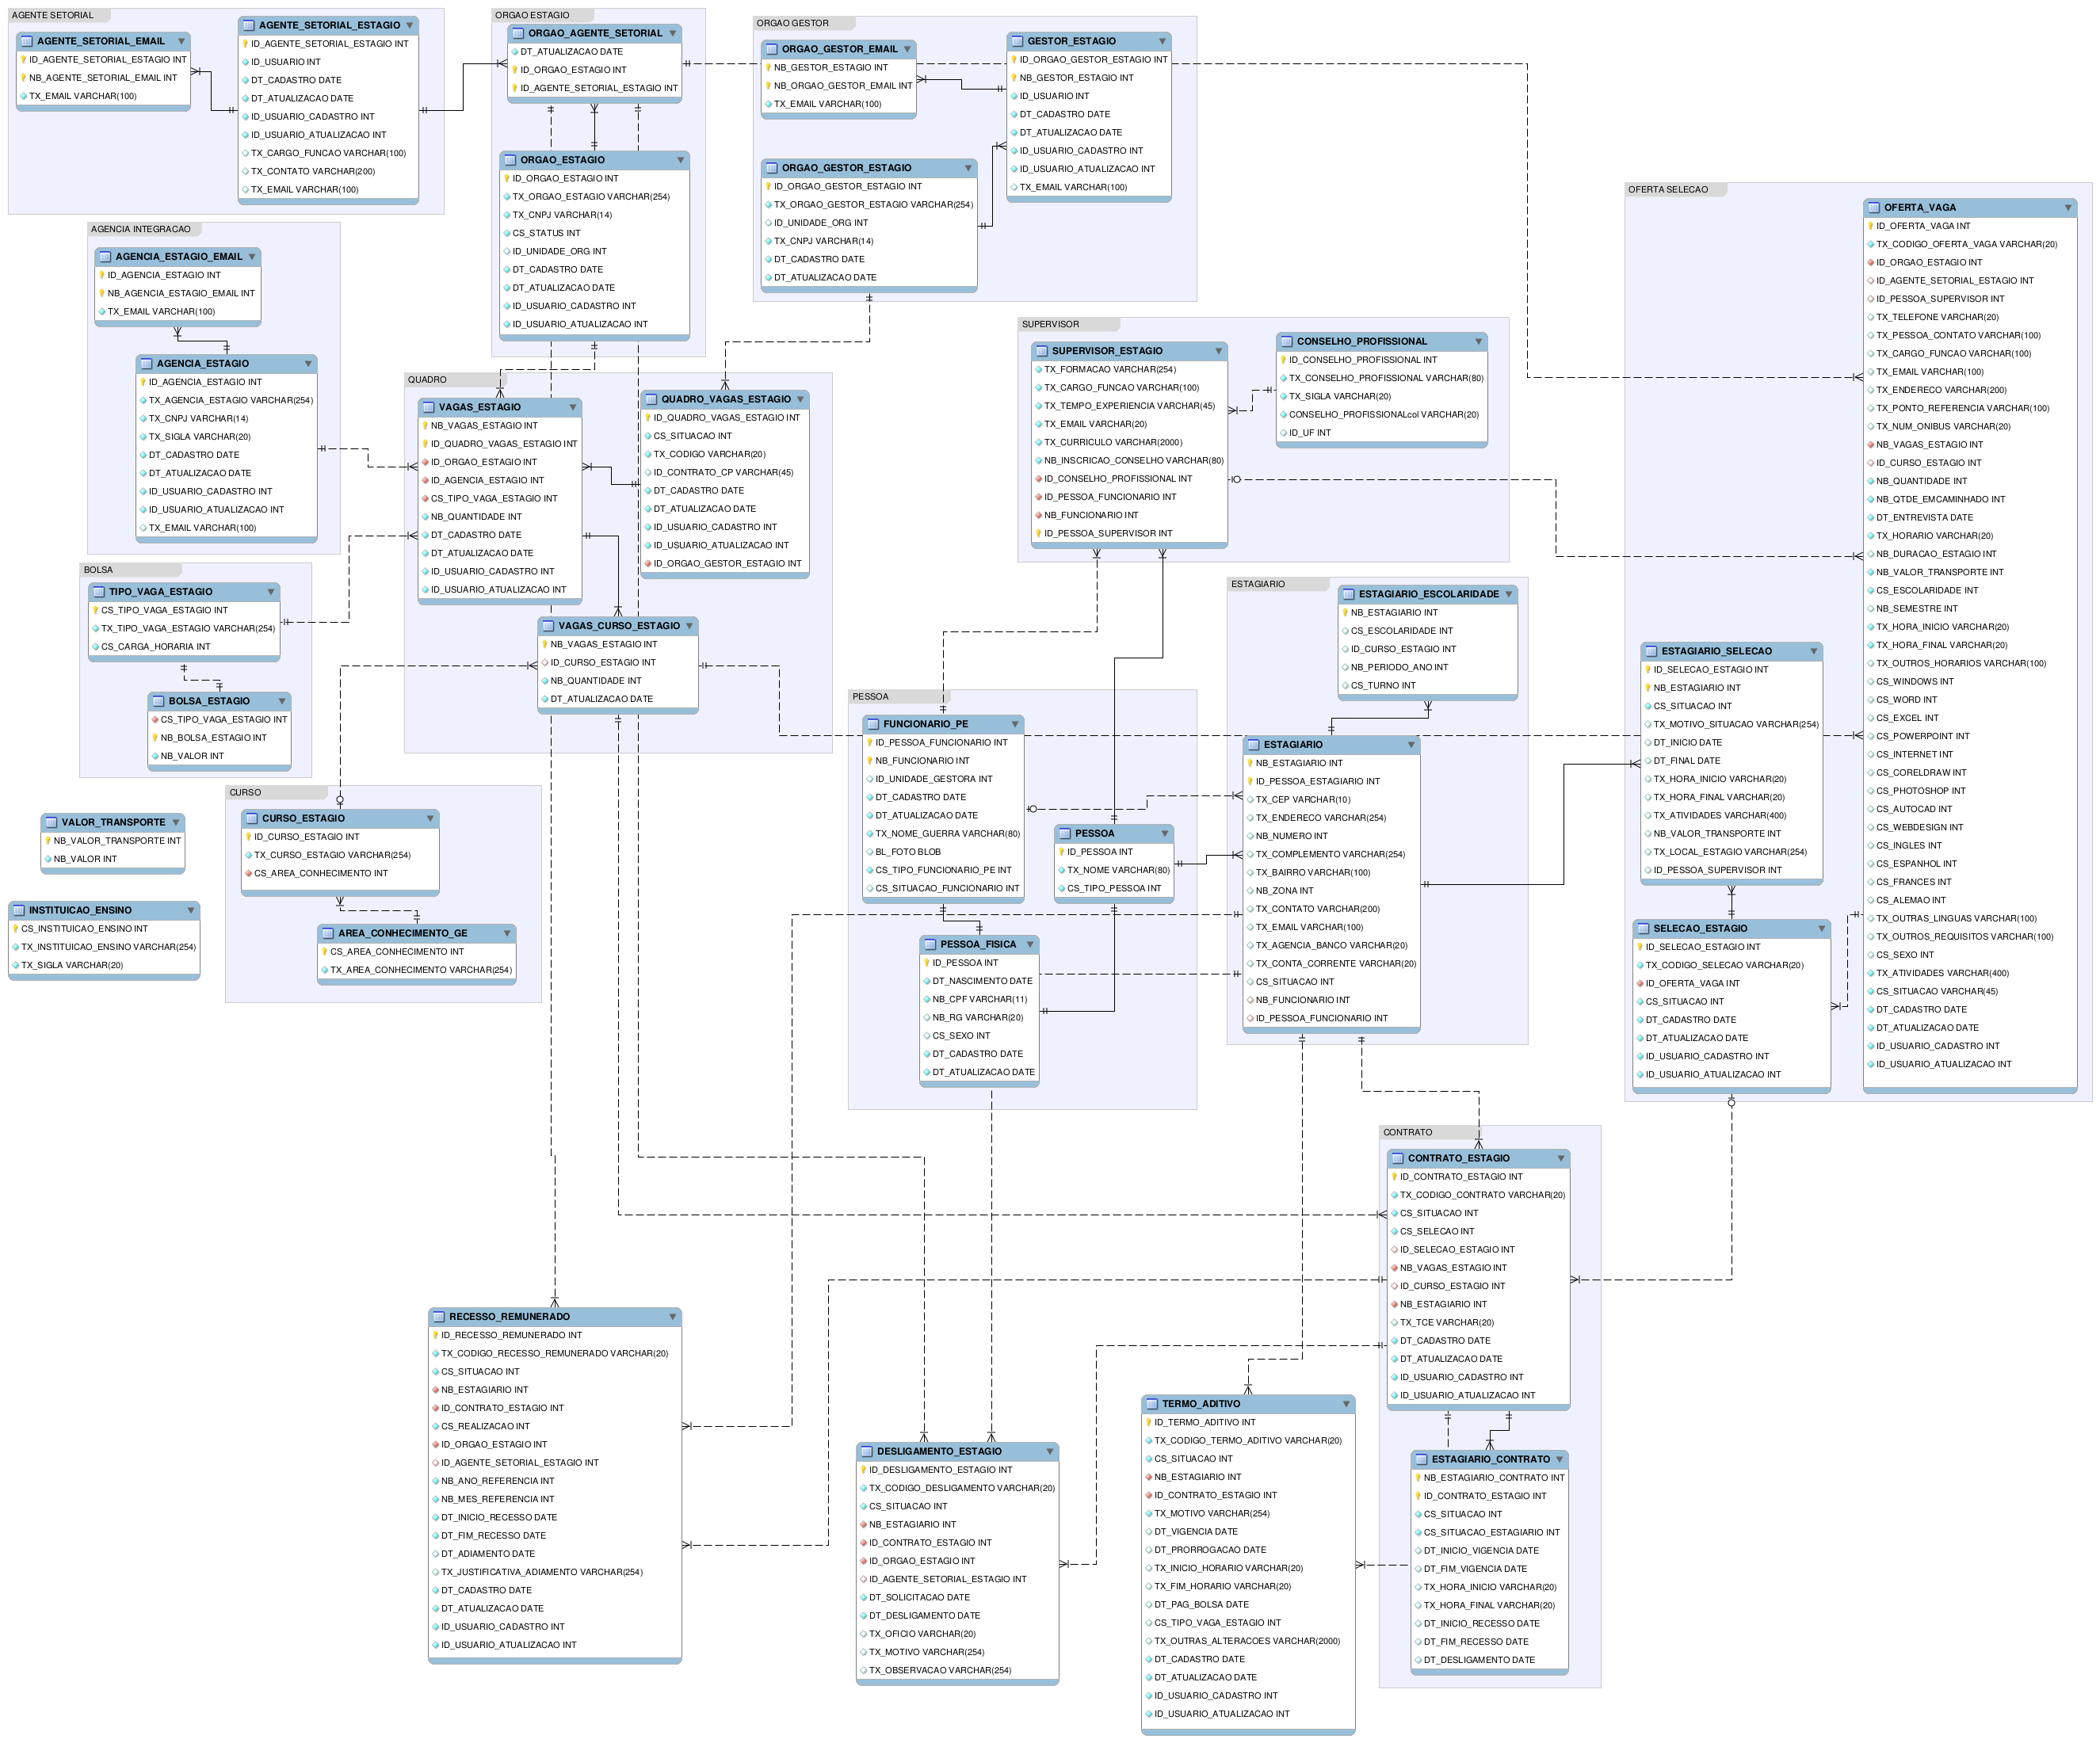 AGENTE SETORIAL
AGENTE_SETORIAL_EMAIL
ID_AGENTE_SETORIAL_ESTAGIO INT
NB_AGENTE_SETORIAL_EMAIL INT
TX_EMAIL VARCHAR(100)
AGENTE_SETORIAL_ESTAGIO
ID_AGENTE_SETORIAL_ESTAGIO INT
ID_USUARIO INT
DT_CADASTRO DATE
DT_ATUALIZACAO DATE
ID_USUARIO_CADASTRO INT
ID_USUARIO_ATUALIZACAO INT
TX_CARGO_FUNCAO VARCHAR(100)
TX_CONTATO VARCHAR(200)
TX_EMAIL VARCHAR(100)
ORGAO ESTAGIO
ORGAO_AGENTE_SETORIAL
DT_ATUALIZACAO DATE
ID_ORGAO_ESTAGIO INT
ID_AGENTE_SETORIAL_ESTAGIO INT
ORGAO_ESTAGIO
ID_ORGAO_ESTAGIO INT
TX_ORGAO_ESTAGIO VARCHAR(254)
TX_CNPJ VARCHAR(14)
CS_STATUS INT
ID_UNIDADE_ORG INT
DT_CADASTRO DATE
DT_ATUALIZACAO DATE
ID_USUARIO_CADASTRO INT
ID_USUARIO_ATUALIZACAO INT
ORGAO GESTOR
ORGAO_GESTOR_EMAIL
NB_GESTOR_ESTAGIO INT
NB_ORGAO_GESTOR_EMAIL INT
TX_EMAIL VARCHAR(100)
GESTOR_ESTAGIO
ID_ORGAO_GESTOR_ESTAGIO INT
NB_GESTOR_ESTAGIO INT
ID_USUARIO INT
DT_CADASTRO DATE
DT_ATUALIZACAO DATE
ID_USUARIO_CADASTRO INT
ID_USUARIO_ATUALIZACAO INT
TX_EMAIL VARCHAR(100)
ORGAO_GESTOR_ESTAGIO
ID_ORGAO_GESTOR_ESTAGIO INT
TX_ORGAO_GESTOR_ESTAGIO VARCHAR(254)
ID_UNIDADE_ORG INT
TX_CNPJ VARCHAR(14)
DT_CADASTRO DATE
DT_ATUALIZACAO DATE
AGENCIA INTEGRACAO
AGENCIA_ESTAGIO_EMAIL
ID_AGENCIA_ESTAGIO INT
NB_AGENCIA_ESTAGIO_EMAIL INT
TX_EMAIL VARCHAR(100)
AGENCIA_ESTAGIO
ID_AGENCIA_ESTAGIO INT
TX_AGENCIA_ESTAGIO VARCHAR(254)
TX_CNPJ VARCHAR(14)
TX_SIGLA VARCHAR(20)
DT_CADASTRO DATE
DT_ATUALIZACAO DATE
ID_USUARIO_CADASTRO INT
ID_USUARIO_ATUALIZACAO INT
TX_EMAIL VARCHAR(100)
QUADRO
VAGAS_ESTAGIO
NB_VAGAS_ESTAGIO INT
ID_QUADRO_VAGAS_ESTAGIO INT
ID_ORGAO_ESTAGIO INT
ID_AGENCIA_ESTAGIO INT
CS_TIPO_VAGA_ESTAGIO INT
NB_QUANTIDADE INT
DT_CADASTRO DATE
DT_ATUALIZACAO DATE
ID_USUARIO_CADASTRO INT
ID_USUARIO_ATUALIZACAO INT
QUADRO_VAGAS_ESTAGIO
ID_QUADRO_VAGAS_ESTAGIO INT
CS_SITUACAO INT
TX_CODIGO VARCHAR(20)
ID_CONTRATO_CP VARCHAR(45)
DT_CADASTRO DATE
DT_ATUALIZACAO DATE
ID_USUARIO_CADASTRO INT
ID_USUARIO_ATUALIZACAO INT
ID_ORGAO_GESTOR_ESTAGIO INT
VAGAS_CURSO_ESTAGIO
NB_VAGAS_ESTAGIO INT
ID_CURSO_ESTAGIO INT
NB_QUANTIDADE INT
DT_ATUALIZACAO DATE
SUPERVISOR
SUPERVISOR_ESTAGIO
TX_FORMACAO VARCHAR(254)
TX_CARGO_FUNCAO VARCHAR(100)
TX_TEMPO_EXPERIENCIA VARCHAR(45)
TX_EMAIL VARCHAR(20)
TX_CURRICULO VARCHAR(2000)
NB_INSCRICAO_CONSELHO VARCHAR(80)
ID_CONSELHO_PROFISSIONAL INT
ID_PESSOA_FUNCIONARIO INT
NB_FUNCIONARIO INT
ID_PESSOA_SUPERVISOR INT
CONSELHO_PROFISSIONAL
ID_CONSELHO_PROFISSIONAL INT
TX_CONSELHO_PROFISSIONAL VARCHAR(80)
TX_SIGLA VARCHAR(20)
CONSELHO_PROFISSIONALcol VARCHAR(20)
ID_UF INT
OFERTA SELECAO
OFERTA_VAGA
ID_OFERTA_VAGA INT
TX_CODIGO_OFERTA_VAGA VARCHAR(20)
ID_ORGAO_ESTAGIO INT
ID_AGENTE_SETORIAL_ESTAGIO INT
ID_PESSOA_SUPERVISOR INT
TX_TELEFONE VARCHAR(20)
TX_PESSOA_CONTATO VARCHAR(100)
TX_CARGO_FUNCAO VARCHAR(100)
TX_EMAIL VARCHAR(100)
TX_ENDERECO VARCHAR(200)
TX_PONTO_REFERENCIA VARCHAR(100)
TX_NUM_ONIBUS VARCHAR(20)
NB_VAGAS_ESTAGIO INT
ID_CURSO_ESTAGIO INT
NB_QUANTIDADE INT
NB_QTDE_EMCAMINHADO INT
DT_ENTREVISTA DATE
TX_HORARIO VARCHAR(20)
NB_DURACAO_ESTAGIO INT
NB_VALOR_TRANSPORTE INT
CS_ESCOLARIDADE INT
NB_SEMESTRE INT
TX_HORA_INICIO VARCHAR(20)
TX_HORA_FINAL VARCHAR(20)
TX_OUTROS_HORARIOS VARCHAR(100)
CS_WINDOWS INT
CS_WORD INT
CS_EXCEL INT
CS_POWERPOINT INT
CS_INTERNET INT
CS_CORELDRAW INT
CS_PHOTOSHOP INT
CS_AUTOCAD INT
CS_WEBDESIGN INT
CS_INGLES INT
CS_ESPANHOL INT
CS_FRANCES INT
CS_ALEMAO INT
TX_OUTRAS_LINGUAS VARCHAR(100)
TX_OUTROS_REQUISITOS VARCHAR(100)
CS_SEXO INT
TX_ATIVIDADES VARCHAR(400)
CS_SITUACAO VARCHAR(45)
DT_CADASTRO DATE
DT_ATUALIZACAO DATE
ID_USUARIO_CADASTRO INT
ID_USUARIO_ATUALIZACAO INT
ESTAGIARIO_SELECAO
ID_SELECAO_ESTAGIO INT
NB_ESTAGIARIO INT
CS_SITUACAO INT
TX_MOTIVO_SITUACAO VARCHAR(254)
DT_INICIO DATE
DT_FINAL DATE
TX_HORA_INICIO VARCHAR(20)
TX_HORA_FINAL VARCHAR(20)
TX_ATIVIDADES VARCHAR(400)
NB_VALOR_TRANSPORTE INT
TX_LOCAL_ESTAGIO VARCHAR(254)
ID_PESSOA_SUPERVISOR INT
SELECAO_ESTAGIO
ID_SELECAO_ESTAGIO INT
TX_CODIGO_SELECAO VARCHAR(20)
ID_OFERTA_VAGA INT
CS_SITUACAO INT
DT_CADASTRO DATE
DT_ATUALIZACAO DATE
ID_USUARIO_CADASTRO INT
ID_USUARIO_ATUALIZACAO INT
BOLSA
TIPO_VAGA_ESTAGIO
CS_TIPO_VAGA_ESTAGIO INT
TX_TIPO_VAGA_ESTAGIO VARCHAR(254)
CS_CARGA_HORARIA INT
BOLSA_ESTAGIO
CS_TIPO_VAGA_ESTAGIO INT
NB_BOLSA_ESTAGIO INT
NB_VALOR INT
ESTAGIARIO
ESTAGIARIO_ESCOLARIDADE
NB_ESTAGIARIO INT
CS_ESCOLARIDADE INT
ID_CURSO_ESTAGIO INT
NB_PERIODO_ANO INT
CS_TURNO INT
ESTAGIARIO
NB_ESTAGIARIO INT
ID_PESSOA_ESTAGIARIO INT
TX_CEP VARCHAR(10)
TX_ENDERECO VARCHAR(254)
NB_NUMERO INT
TX_COMPLEMENTO VARCHAR(254)
TX_BAIRRO VARCHAR(100)
NB_ZONA INT
TX_CONTATO VARCHAR(200)
TX_EMAIL VARCHAR(100)
TX_AGENCIA_BANCO VARCHAR(20)
TX_CONTA_CORRENTE VARCHAR(20)
CS_SITUACAO INT
NB_FUNCIONARIO INT
ID_PESSOA_FUNCIONARIO INT
PESSOA
FUNCIONARIO_PE
ID_PESSOA_FUNCIONARIO INT
NB_FUNCIONARIO INT
ID_UNIDADE_GESTORA INT
DT_CADASTRO DATE
DT_ATUALIZACAO DATE
TX_NOME_GUERRA VARCHAR(80)
BL_FOTO BLOB
CS_TIPO_FUNCIONARIO_PE INT
CS_SITUACAO_FUNCIONARIO INT
PESSOA
ID_PESSOA INT
TX_NOME VARCHAR(80)
CS_TIPO_PESSOA INT
PESSOA_FISICA
ID_PESSOA INT
DT_NASCIMENTO DATE
NB_CPF VARCHAR(11)
NB_RG VARCHAR(20)
CS_SEXO INT
DT_CADASTRO DATE
DT_ATUALIZACAO DATE
VALOR_TRANSPORTE
NB_VALOR_TRANSPORTE INT
NB_VALOR INT
INSTITUICAO_ENSINO
CS_INSTITUICAO_ENSINO INT
TX_INSTITUICAO_ENSINO VARCHAR(254)
TX_SIGLA VARCHAR(20)
CURSO
CURSO_ESTAGIO
ID_CURSO_ESTAGIO INT
TX_CURSO_ESTAGIO VARCHAR(254)
CS_AREA_CONHECIMENTO INT
AREA_CONHECIMENTO_GE
CS_AREA_CONHECIMENTO INT
TX_AREA_CONHECIMENTO VARCHAR(254)
CONTRATO
CONTRATO_ESTAGIO
ID_CONTRATO_ESTAGIO INT
TX_CODIGO_CONTRATO VARCHAR(20)
CS_SITUACAO INT
CS_SELECAO INT
ID_SELECAO_ESTAGIO INT
NB_VAGAS_ESTAGIO INT
ID_CURSO_ESTAGIO INT
NB_ESTAGIARIO INT
TX_TCE VARCHAR(20)
DT_CADASTRO DATE
DT_ATUALIZACAO DATE
ID_USUARIO_CADASTRO INT
ID_USUARIO_ATUALIZACAO INT
ESTAGIARIO_CONTRATO
NB_ESTAGIARIO_CONTRATO INT
ID_CONTRATO_ESTAGIO INT
CS_SITUACAO INT
CS_SITUACAO_ESTAGIARIO INT
DT_INICIO_VIGENCIA DATE
DT_FIM_VIGENCIA DATE
TX_HORA_INICIO VARCHAR(20)
TX_HORA_FINAL VARCHAR(20)
DT_INICIO_RECESSO DATE
DT_FIM_RECESSO DATE
DT_DESLIGAMENTO DATE
RECESSO_REMUNERADO
ID_RECESSO_REMUNERADO INT
TX_CODIGO_RECESSO_REMUNERADO VARCHAR(20)
CS_SITUACAO INT
NB_ESTAGIARIO INT
ID_CONTRATO_ESTAGIO INT
CS_REALIZACAO INT
ID_ORGAO_ESTAGIO INT
ID_AGENTE_SETORIAL_ESTAGIO INT
NB_ANO_REFERENCIA INT
NB_MES_REFERENCIA INT
DT_INICIO_RECESSO DATE
DT_FIM_RECESSO DATE
DT_ADIAMENTO DATE
TX_JUSTIFICATIVA_ADIAMENTO VARCHAR(254)
DT_CADASTRO DATE
DT_ATUALIZACAO DATE
ID_USUARIO_CADASTRO INT
ID_USUARIO_ATUALIZACAO INT
DESLIGAMENTO_ESTAGIO
ID_DESLIGAMENTO_ESTAGIO INT
TX_CODIGO_DESLIGAMENTO VARCHAR(20)
CS_SITUACAO INT
NB_ESTAGIARIO INT
ID_CONTRATO_ESTAGIO INT
ID_ORGAO_ESTAGIO INT
ID_AGENTE_SETORIAL_ESTAGIO INT
DT_SOLICITACAO DATE
DT_DESLIGAMENTO DATE
TX_OFICIO VARCHAR(20)
TX_MOTIVO VARCHAR(254)
TX_OBSERVACAO VARCHAR(254)
TERMO_ADITIVO
ID_TERMO_ADITIVO INT
TX_CODIGO_TERMO_ADITIVO VARCHAR(20)
CS_SITUACAO INT
NB_ESTAGIARIO INT
ID_CONTRATO_ESTAGIO INT
TX_MOTIVO VARCHAR(254)
DT_VIGENCIA DATE
DT_PRORROGACAO DATE
TX_INICIO_HORARIO VARCHAR(20)
TX_FIM_HORARIO VARCHAR(20)
DT_PAG_BOLSA DATE
CS_TIPO_VAGA_ESTAGIO INT
TX_OUTRAS_ALTERACOES VARCHAR(2000)
DT_CADASTRO DATE
DT_ATUALIZACAO DATE
ID_USUARIO_CADASTRO INT
ID_USUARIO_ATUALIZACAO INT